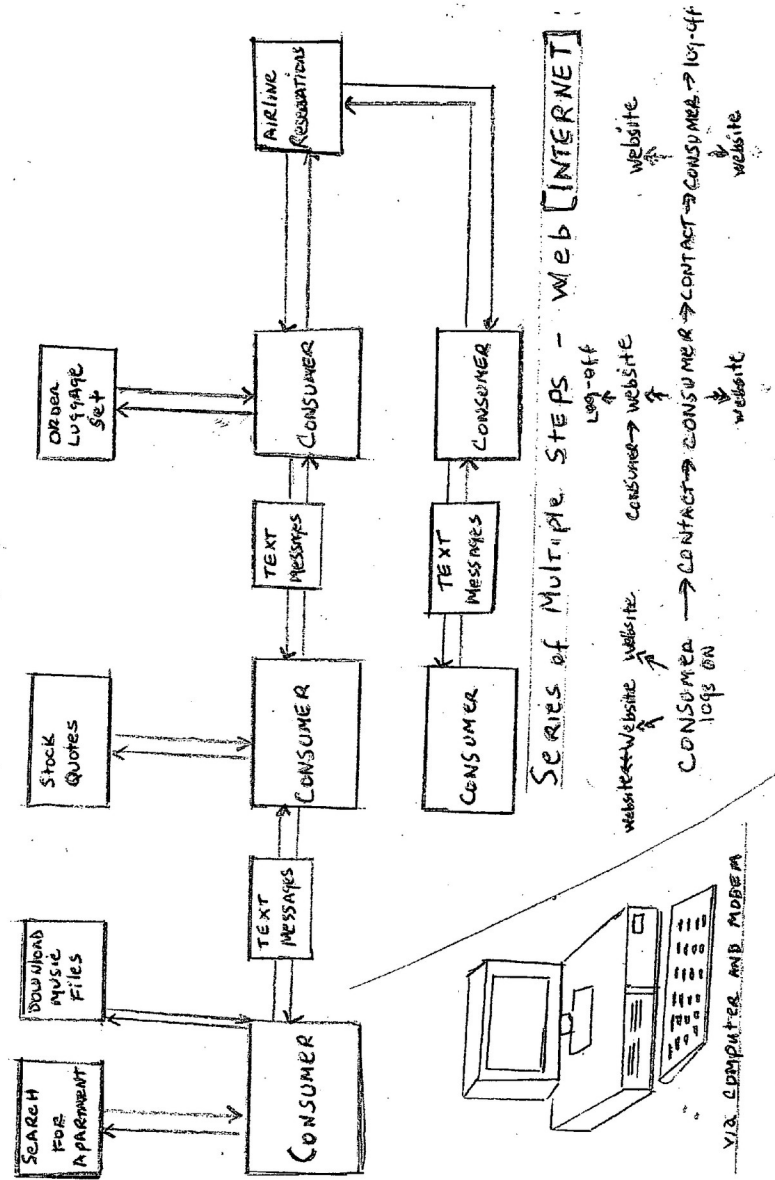 SEARCH
FOR
APARTMENT
DOWNLOAD
MUSIC
Files
Stock
Quotes
ORDER
LUGGAGE
Set
CONSUMER
TEXT
Messages
CONSUMER
TEXT
Messages
CONSUMER
AIRLINE
Reservations
CONSUMER
TEXT
Messages
CONSUMER
Series of Multiple Steps - Web [INTERNET]:
Log-off
Website←Website Website
CONSUMER→ Website
Website
CONSUMER → CONTACT → CONSUMER → CONTACT → CONSUMER → log-off
logs ON
Website
Website
VIA COMPUTER AND MODEM